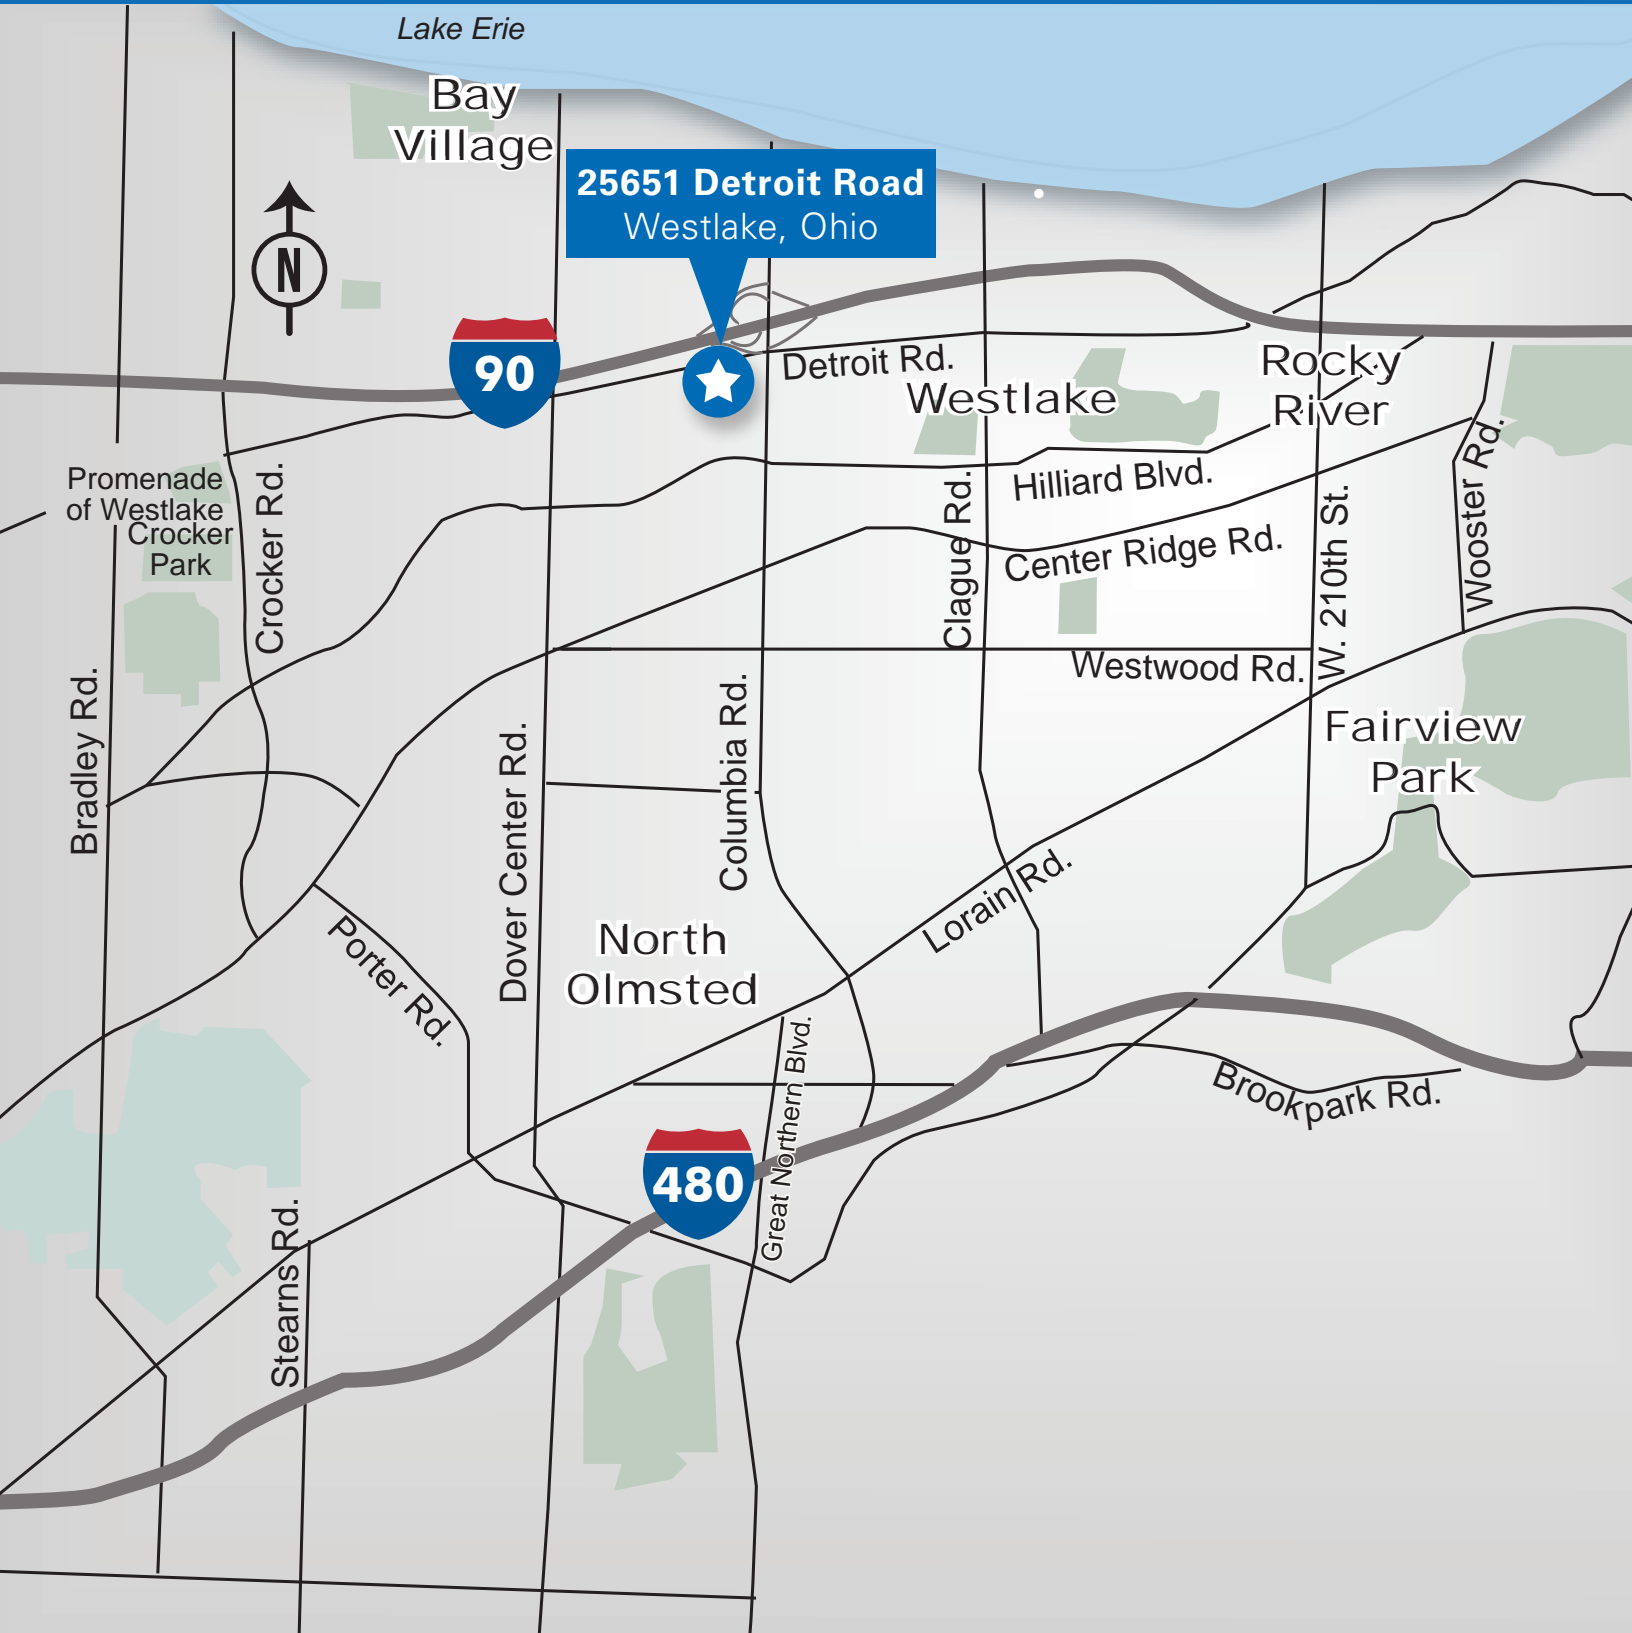 Lake Erie
Bay
Village
25651 Detroit Road
Westlake, Ohio
N
90
Detroit Rd.
Westlake
Rocky
River
Promenade
of Westlake
Crocker
Park
Crocker Rd.
Hilliard Blvd.
Center Ridge Rd.
Clague Rd.
W. 210th St.
Wooster Rd.
Westwood Rd.
Bradley Rd.
Dover Center Rd.
Columbia Rd.
Fairview
Park
Lorain Rd.
Porter Rd.
North
Olmsted
Great Northern Blvd.
Brookpark Rd.
480
Stearns Rd.